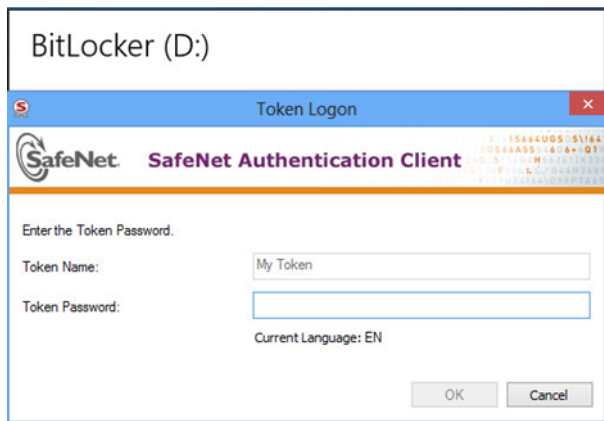 BitLocker (D:)
Token Logon
SafeNet. SafeNet Authentication Client
Enter the Token Password.
Token Name: My Token
Token Password:
Current Language: EN
OK Cancel